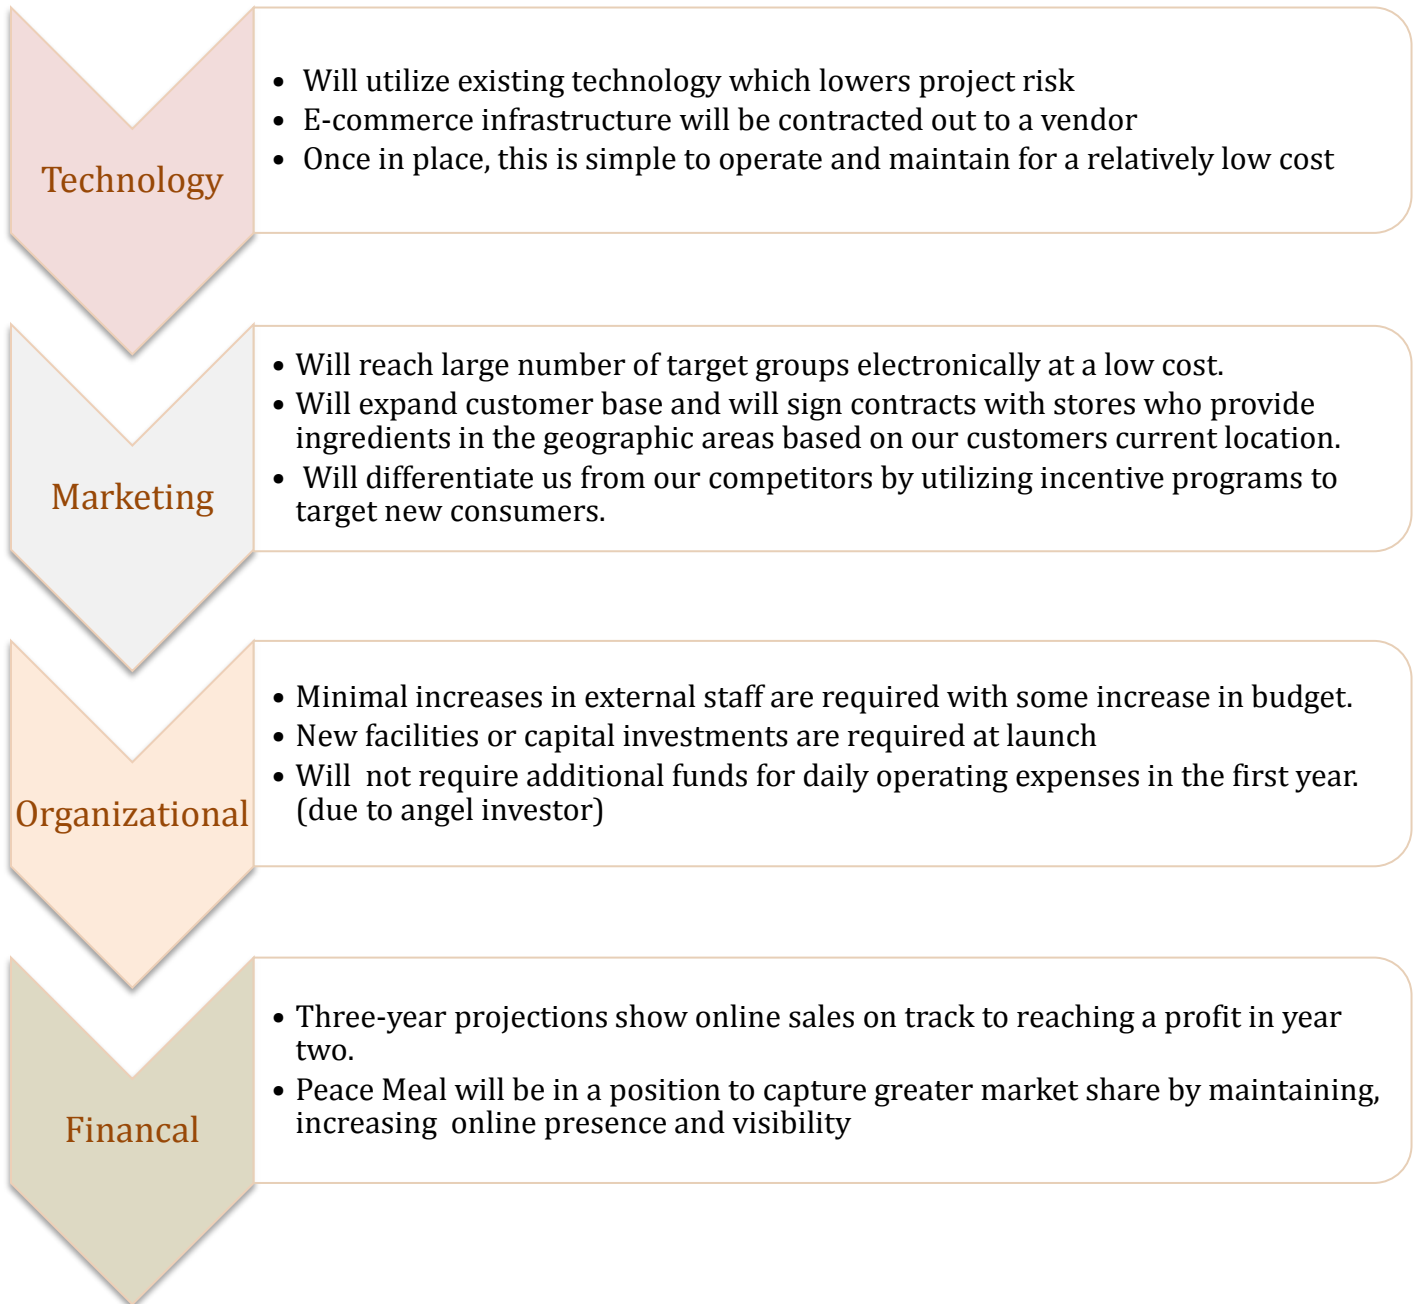 Technology
• Will utilize existing technology which lowers project risk
• E-commerce infrastructure will be contracted out to a vendor
• Once in place, this is simple to operate and maintain for a relatively low cost
Marketing
• Will reach large number of target groups electronically at a low cost.
• Will expand customer base and will sign contracts with stores who provide
ingredients in the geographic areas based on our customers current location.
•  Will differentiate us from our competitors by utilizing incentive programs to
target new consumers.
Organizational
• Minimal increases in external staff are required with some increase in budget.
• New facilities or capital investments are required at launch
• Will  not require additional funds for daily operating expenses in the first year.
(due to angel investor)
Financal
• Three-year projections show online sales on track to reaching a profit in year
two.
• Peace Meal will be in a position to capture greater market share by maintaining,
increasing  online presence and visibility